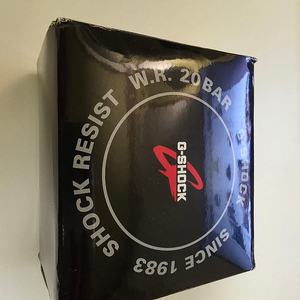 SHOCK RESIST
W.R. 20BAR
G-SHOCK
SINCE 1983
G-SHOCK